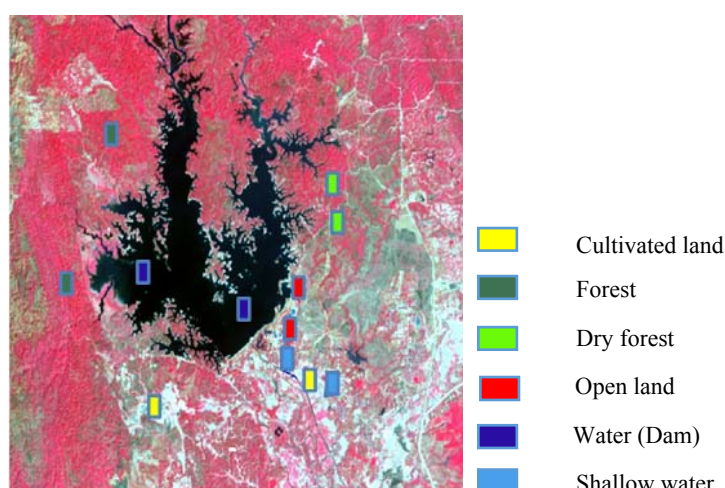 Cultivated land
Forest
Dry forest
Open land
Water (Dam)
Shallow water